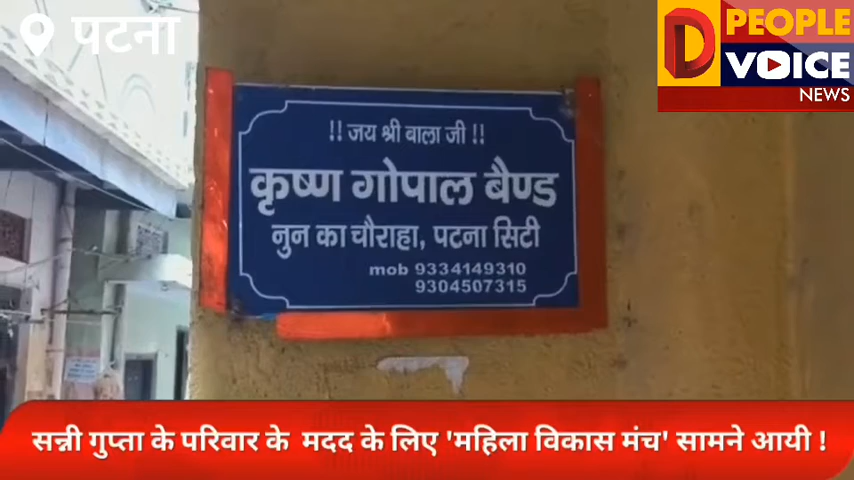 पटना
D PEOPLE
VOICE
NEWS
!! जय श्री बाला जी !!
कृष्ण गोपाल बैण्ड
नुन का चौराहा, पटना सिटी
mob 9334149310
9304507315
सन्नी गुप्ता के परिवार के मदद के लिए 'महिला विकास मंच' सामने आयी !